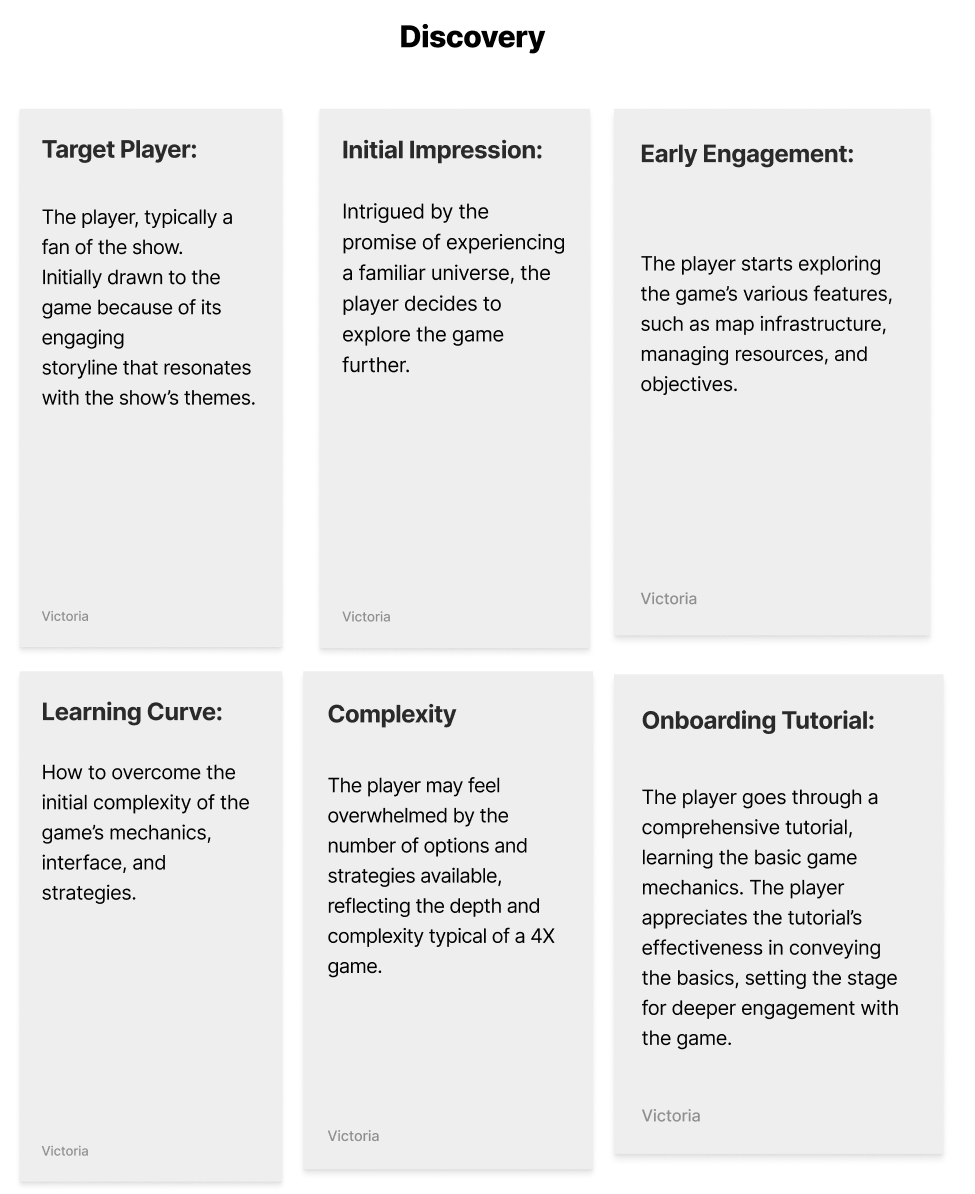 Discovery
Target Player:
The player, typically a
fan of the show.
Initially drawn to the
game because of its
engaging
storyline that resonates
with the show’s themes.
Victoria
Initial Impression:
Intrigued by the
promise of experiencing
a familiar universe, the
player decides to
explore the game
further.
Victoria
Early Engagement:
The player starts exploring
the game’s various features,
such as map infrastructure,
managing resources, and
objectives.
Victoria
Learning Curve:
How to overcome the
initial complexity of the
game’s mechanics,
interface, and
strategies.
Victoria
Complexity
The player may feel
overwhelmed by the
number of options and
strategies available,
reflecting the depth and
complexity typical of a 4X
game.
Victoria
Onboarding Tutorial:
The player goes through a
comprehensive tutorial,
learning the basic game
mechanics. The player
appreciates the tutorial’s
effectiveness in conveying
the basics, setting the stage
for deeper engagement with
the game.
Victoria